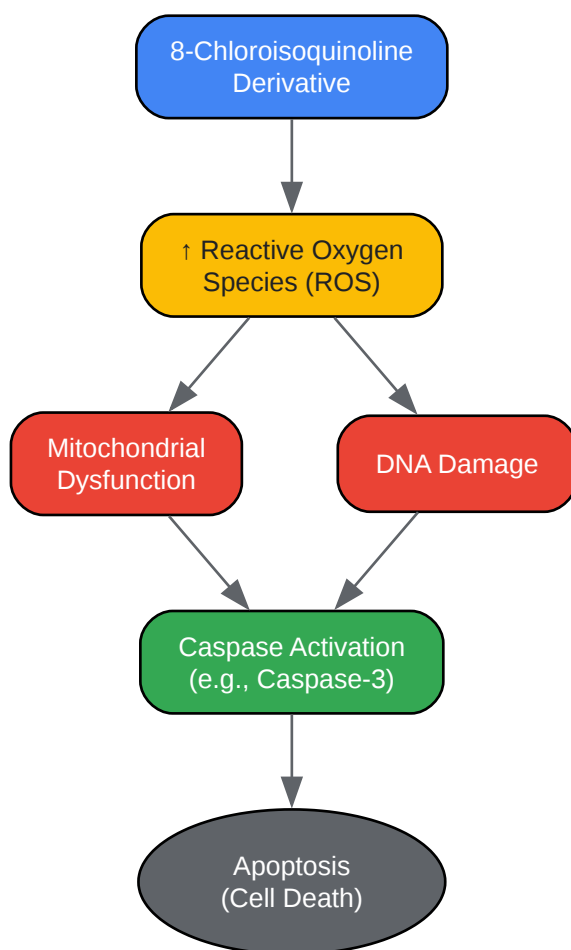 8-Chloroisoquinoline
Derivative
↑ Reactive Oxygen
Species (ROS)
Mitochondrial
Dysfunction
DNA Damage
Caspase Activation
(e.g., Caspase-3)
Apoptosis
(Cell Death)